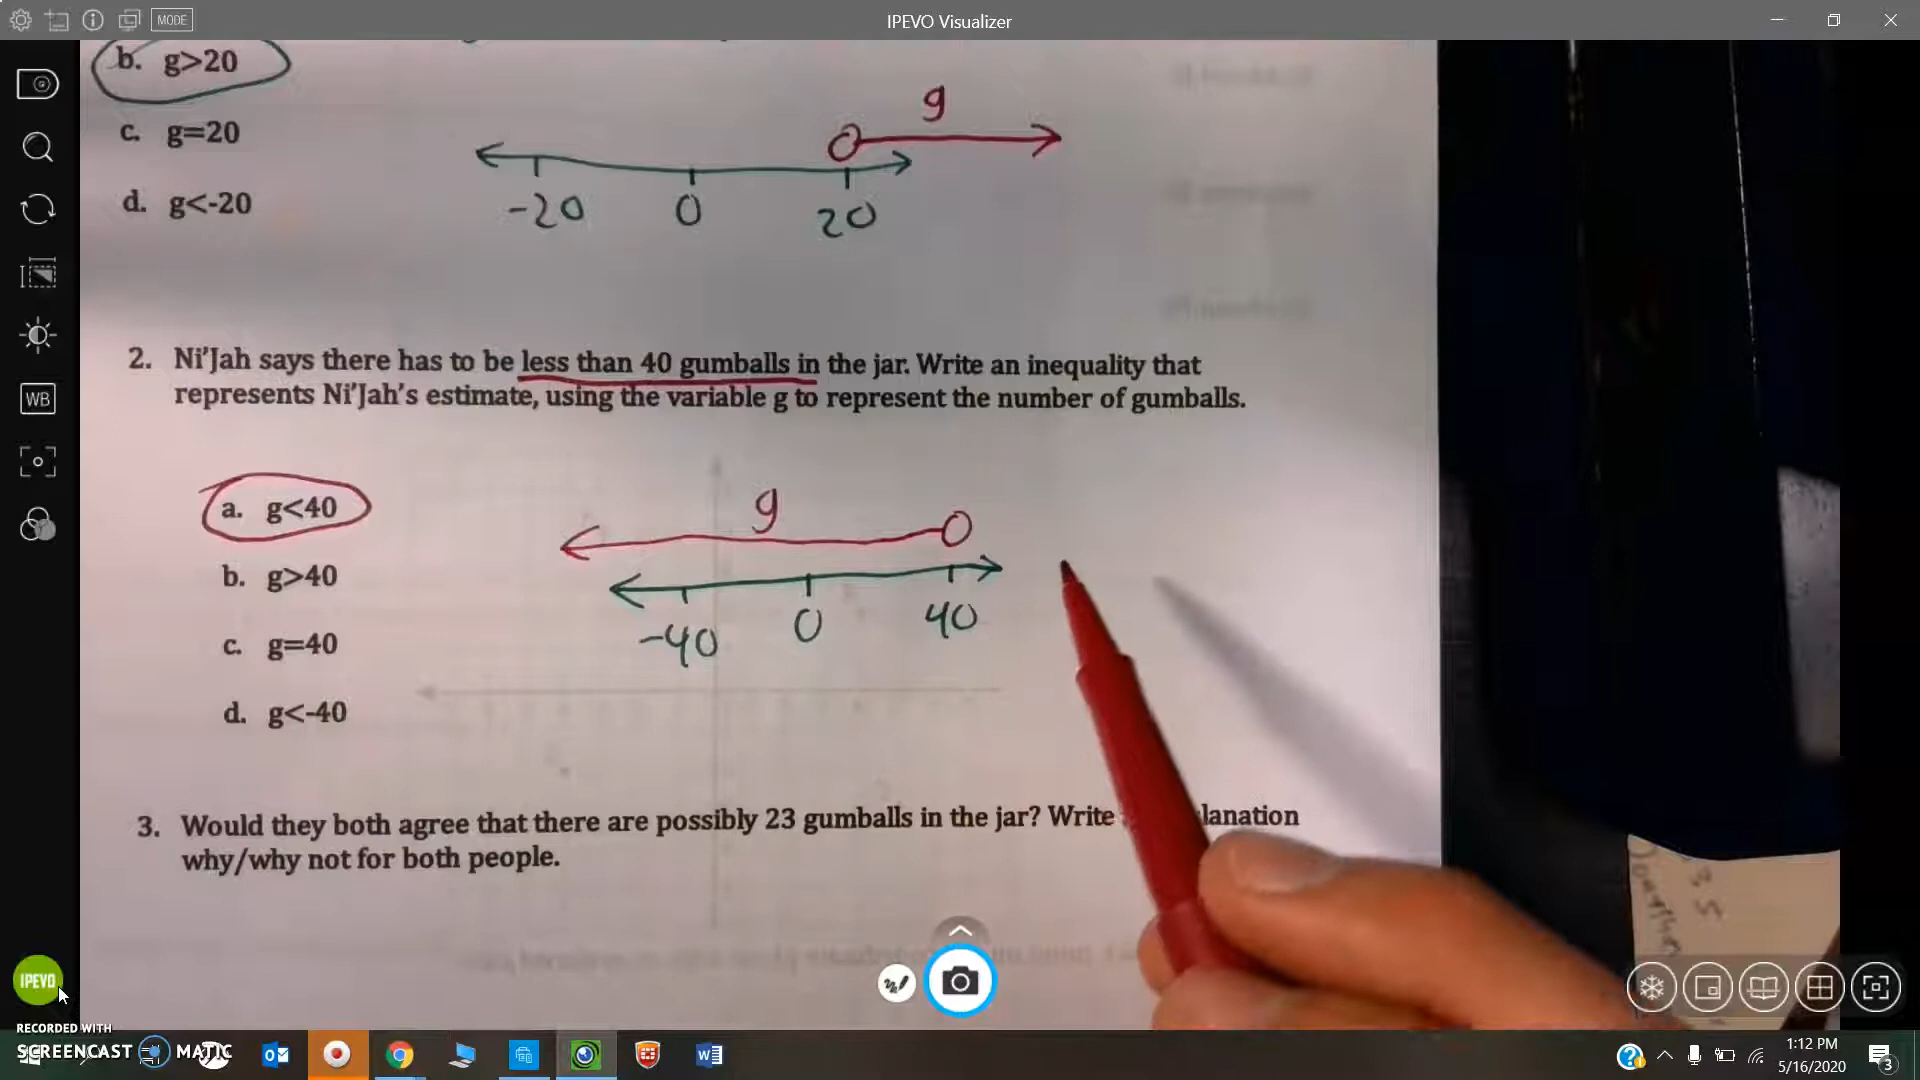 MODE
IPEVO Visualizer
b. g>20
c. g=20
d. g<-20
g
-20 0 20
2. Ni'Jah says there has to be less than 40 gumballs in the jar. Write an inequality that
represents Ni'Jah's estimate, using the variable g to represent the number of gumballs.
a. g<40
b. g>40
c. g=40
d. g<-40
g
-40 0 40
3. Would they both agree that there are possibly 23 gumballs in the jar? Write lanation
why/why not for both people.
WB
IPEVO
RECORDED WITH
SCREENCAST MATIC
1:12 PM
5/16/2020
3